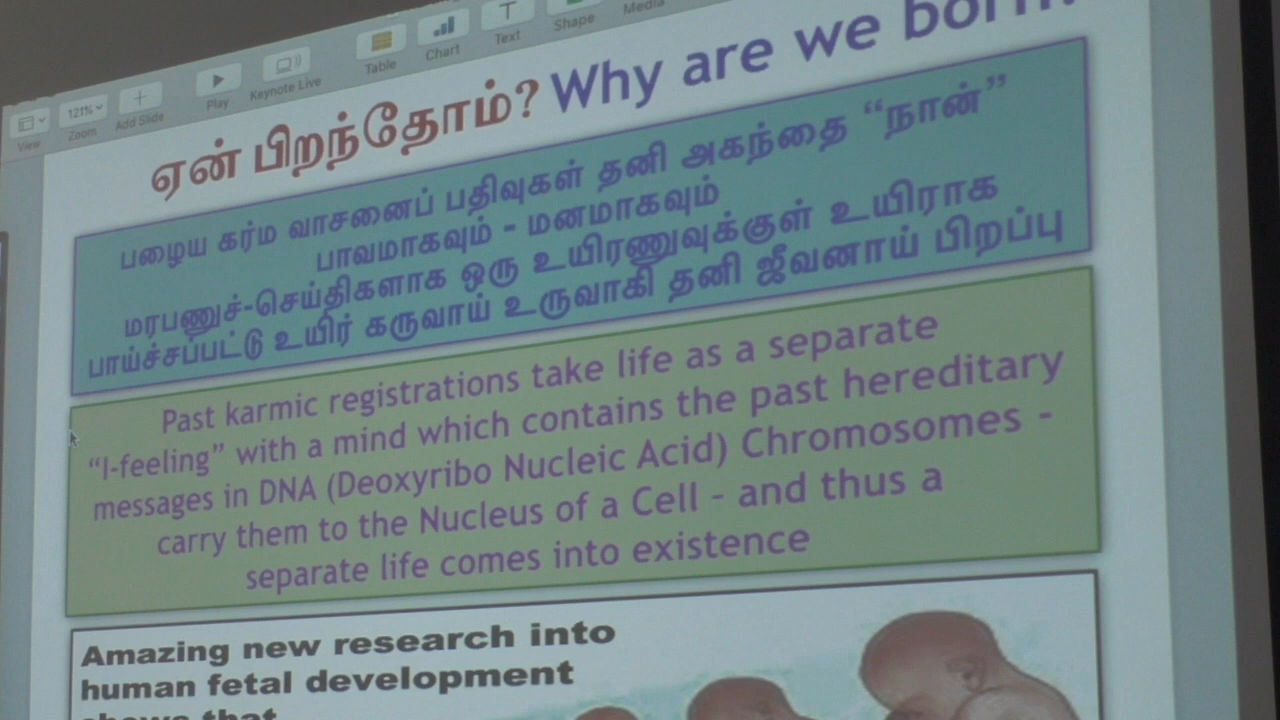 View
121%
Zoom
Add Slide
Play
Keynote Live
Table
Chart
Text
Shape
Media
ஏன் பிறந்தோம்? Why are we
பழைய கர்ம வாசனைப் பதிவுகள் தனி அகந்தை “நான்”
பாவமாகவும் - மனமாகவும்
மரபணுச்-செய்திகளாக ஒரு உயிரணுவுக்குள் உயிராக
பாய்ச்சப்பட்டு உயிர் கருவாய் உருவாகி தனி ஜீவனாய் பிறப்பு
Past karmic registrations take life as a separate
“I-feeling” with a mind which contains the past hereditary
messages in DNA (Deoxyribo Nucleic Acid) Chromosomes -
carry them to the Nucleus of a Cell - and thus a
separate life comes into existence
Amazing new research into
human fetal development
shows that